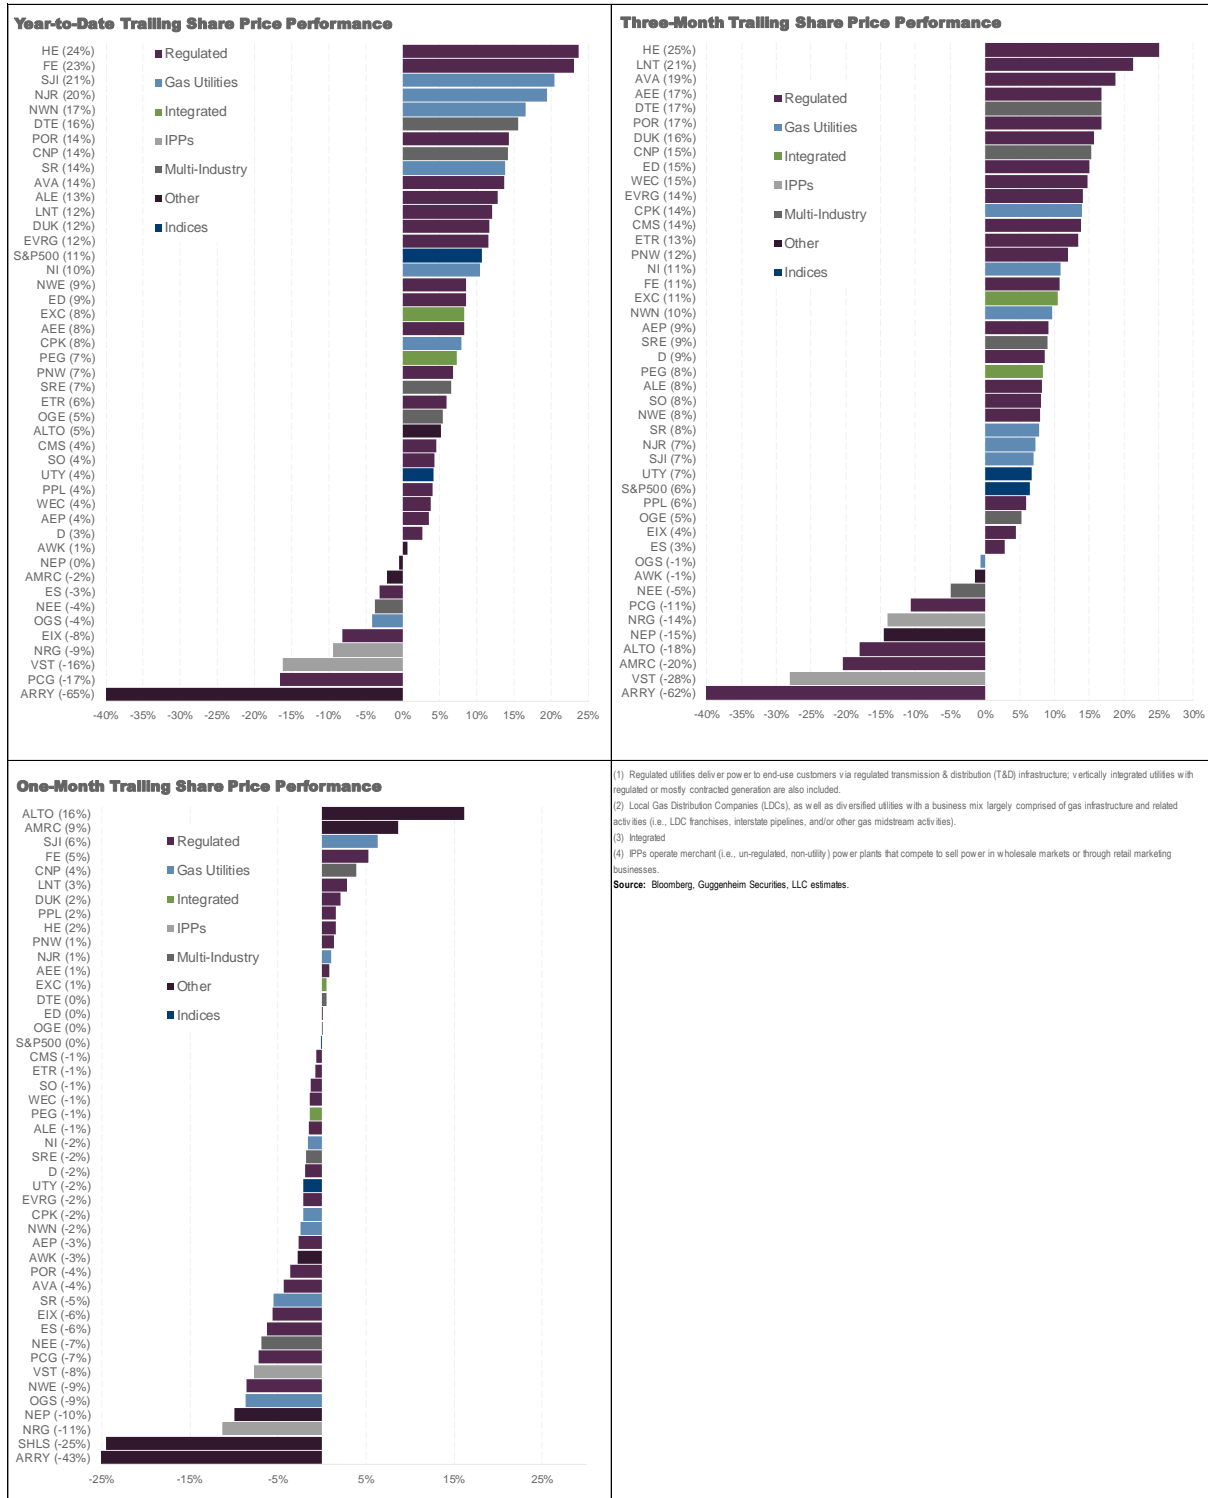 Year-to-Date Trailing Share Price Performance
HE (24%)
FE (23%)
SJI (21%)
NJR (20%)
NWN (17%)
DTE (16%)
POR (14%)
CNP (14%)
SR (14%)
AVA (14%)
ALE (13%)
LNT (12%)
DUK (12%)
EVRG (12%)
S&P500 (11%)
NI (10%)
NWE (9%)
ED (9%)
EXC (8%)
AEE (8%)
CPK (8%)
PEG (7%)
PNW (7%)
SRE (7%)
ETR (6%)
OGE (5%)
ALTO (5%)
CMS (4%)
SO (4%)
UTY (4%)
PPL (4%)
WEC (4%)
AEP (4%)
D (3%)
AWK (1%)
NEP (0%)
AMRC (-2%)
ES (-3%)
NEE (-4%)
OGS (-4%)
EIX (-8%)
NRG (-9%)
VST (-16%)
PCG (-17%)
ARRY (-65%)
Regulated
Gas Utilities
Integrated
IPPs
Multi-Industry
Other
Indices
-40% -35% -30% -25% -20% -15% -10% -5% 0% 5% 10% 15% 20% 25%
Three-Month Trailing Share Price Performance
HE (25%)
LNT (21%)
AVA (19%)
AEE (17%)
DTE (17%)
POR (17%)
DUK (16%)
CNP (15%)
ED (15%)
WEC (15%)
EVRG (14%)
CPK (14%)
CMS (14%)
ETR (13%)
PNW (12%)
NI (11%)
FE (11%)
EXC (11%)
NWN (10%)
AEP (9%)
SRE (9%)
D (9%)
PEG (8%)
ALE (8%)
SO (8%)
NWE (8%)
SR (8%)
NJR (7%)
SJI (7%)
UTY (7%)
S&P500 (6%)
PPL (6%)
OGE (5%)
EIX (4%)
ES (3%)
OGS (-1%)
AWK (-1%)
NEE (-5%)
PCG (-11%)
NRG (-14%)
NEP (-15%)
ALTO (-18%)
AMRC (-20%)
VST (-28%)
ARRY (-62%)
Regulated
Gas Utilities
Integrated
IPPs
Multi-Industry
Other
Indices
-40% -35% -30% -25% -20% -15% -10% -5% 0% 5% 10% 15% 20% 25% 30%
One-Month Trailing Share Price Performance
ALTO (16%)
AMRC (9%)
SJI (6%)
FE (5%)
CNP (4%)
LNT (3%)
DUK (2%)
PPL (2%)
HE (2%)
PNW (1%)
NJR (1%)
AEE (1%)
EXC (1%)
DTE (0%)
ED (0%)
OGE (0%)
S&P500 (0%)
CMS (-1%)
ETR (-1%)
SO (-1%)
WEC (-1%)
PEG (-1%)
ALE (-1%)
NI (-2%)
SRE (-2%)
D (-2%)
UTY (-2%)
EVRG (-2%)
CPK (-2%)
NWN (-2%)
AEP (-3%)
AWK (-3%)
POR (-4%)
AVA (-4%)
SR (-5%)
EIX (-6%)
ES (-6%)
NEE (-7%)
PCG (-7%)
VST (-8%)
NWE (-9%)
OGS (-9%)
NEP (-10%)
NRG (-11%)
SHLS (-25%)
ARRY (-43%)
Regulated
Gas Utilities
Integrated
IPPs
Multi-Industry
Other
Indices
-25% -15% -5% 5% 15% 25%
(1) Regulated utilities deliver power to end-use customers via regulated transmission & distribution (T&D) infrastructure; vertically integrated utilities with
regulated or mostly contracted generation are also included.
(2) Local Gas Distribution Companies (LDCs), as well as diversified utilities with a business mix largely comprised of gas infrastructure and related
activities (i.e., LDC franchises, interstate pipelines, and/or other gas midstream activities).
(3) Integrated
(4) IPPs operate merchant (i.e., un-regulated, non-utility) power plants that compete to sell power in wholesale markets or through retail marketing
businesses.
Source: Bloomberg, Guggenheim Securities, LLC estimates.